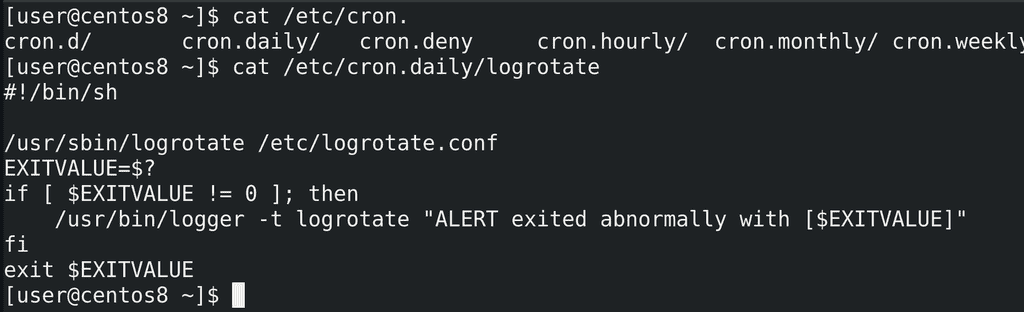 [user@centos8 ~]$ cat /etc/cron.
cron.d/ cron.daily/ cron.deny cron.hourly/ cron.monthly/ cron.weekly
[user@centos8 ~]$ cat /etc/cron.daily/logrotate
#!/bin/sh
/usr/sbin/logrotate /etc/logrotate.conf
EXITVALUE=$?
if [ $EXITVALUE != 0 ]; then
/usr/bin/logger -t logrotate "ALERT exited abnormally with [$EXITVALUE]"
fi
exit $EXITVALUE
[user@centos8 ~]$